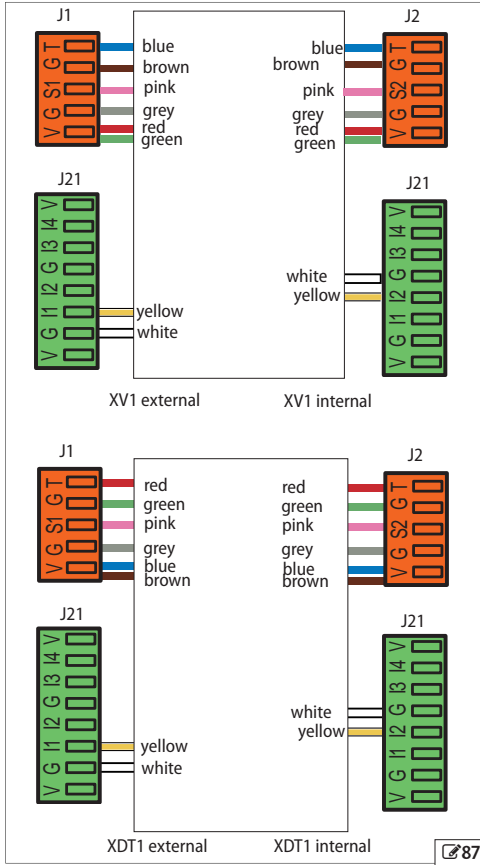 J1
J2
T
G
S1
G
V
blue
brown
pink
grey
red
green
blue
brown
pink
grey
red
green
T
G
S2
G
V
J21
J21
V
I4
I3
G
I2
I1
G
V
yellow
white
white
yellow
V
I4
I3
G
I2
I1
G
V
XV1 external
XV1 internal
J1
J2
T
G
S1
G
V
red
green
pink
grey
blue
brown
red
green
pink
grey
blue
brown
T
G
S2
G
V
J21
J21
V
I4
I3
G
I2
I1
G
V
yellow
white
white
yellow
V
I4
I3
G
I2
I1
G
V
XDT1 external
XDT1 internal
87